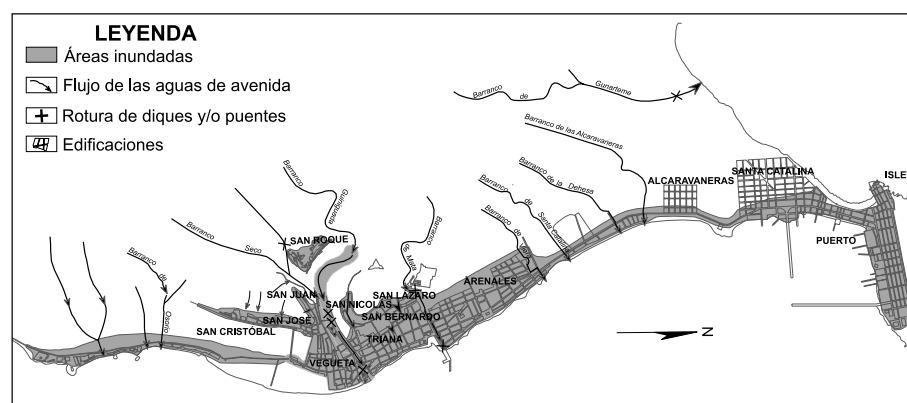 LEYENDA
Áreas inundadas
Flujo de las aguas de avenida
Rotura de diques y/o puentes
Edificaciones
Barranco de Gunarteme
Barranco de las Alcaravaneras
Barranco de la Dehesa
Barranco de Santa Catalina
Barranco de
Barranco de Mata
Barranco Guiniguada
Barranco Seco
Barranco de Osorio
SANTA CATALINA
ALCARAVANERAS
ISLE
PUERTO
SAN ROQUE
ARENALES
SAN LÁZARO
SAN JUAN
SAN NICOLÁS
SAN BERNARDO
SAN JOSÉ
SAN CRISTÓBAL
TRIANA
VEGUETA
N